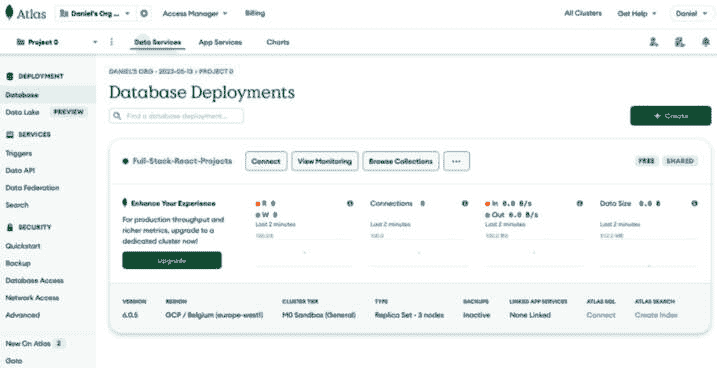 Atlas
Daniel's Org ...
Access Manager
Billing
All Clusters
Get Help
Daniel
Project 0
Data Services
App Services
Charts
DEPLOYMENT
Database
Data Lake PREVIEW
SERVICES
Triggers
Data API
Data Federation
Search
SECURITY
Quickstart
Backup
Database Access
Network Access
Advanced
New On Atlas 2
Goto
DANIEL'S ORG - 2023-05-13 > PROJECT 0
Database Deployments
Find a database deployment...
+ Create
Full-Stack-React-Projects
Connect
View Monitoring
Browse Collections
...
FREE SHARED
Enhance Your Experience
For production throughput and
richer metrics, upgrade to a
dedicated cluster now!
Upgrade
R 0
W 0
Last 2 minutes
100.0/s
Connections 0
Last 2 minutes
100.0
In 0.0 B/s
Out 0.0 B/s
Last 2 minutes
100.0 B/s
Data Size 0.0 B
Last 2 minutes
512.0 MB
VERSION
6.0.5
REGION
GCP / Belgium (europe-west1)
CLUSTER TIER
M0 Sandbox (General)
TYPE
Replica Set - 3 nodes
BACKUPS
Inactive
LINKED APP SERVICES
None Linked
ATLAS SQL
Connect
ATLAS SEARCH
Create Index